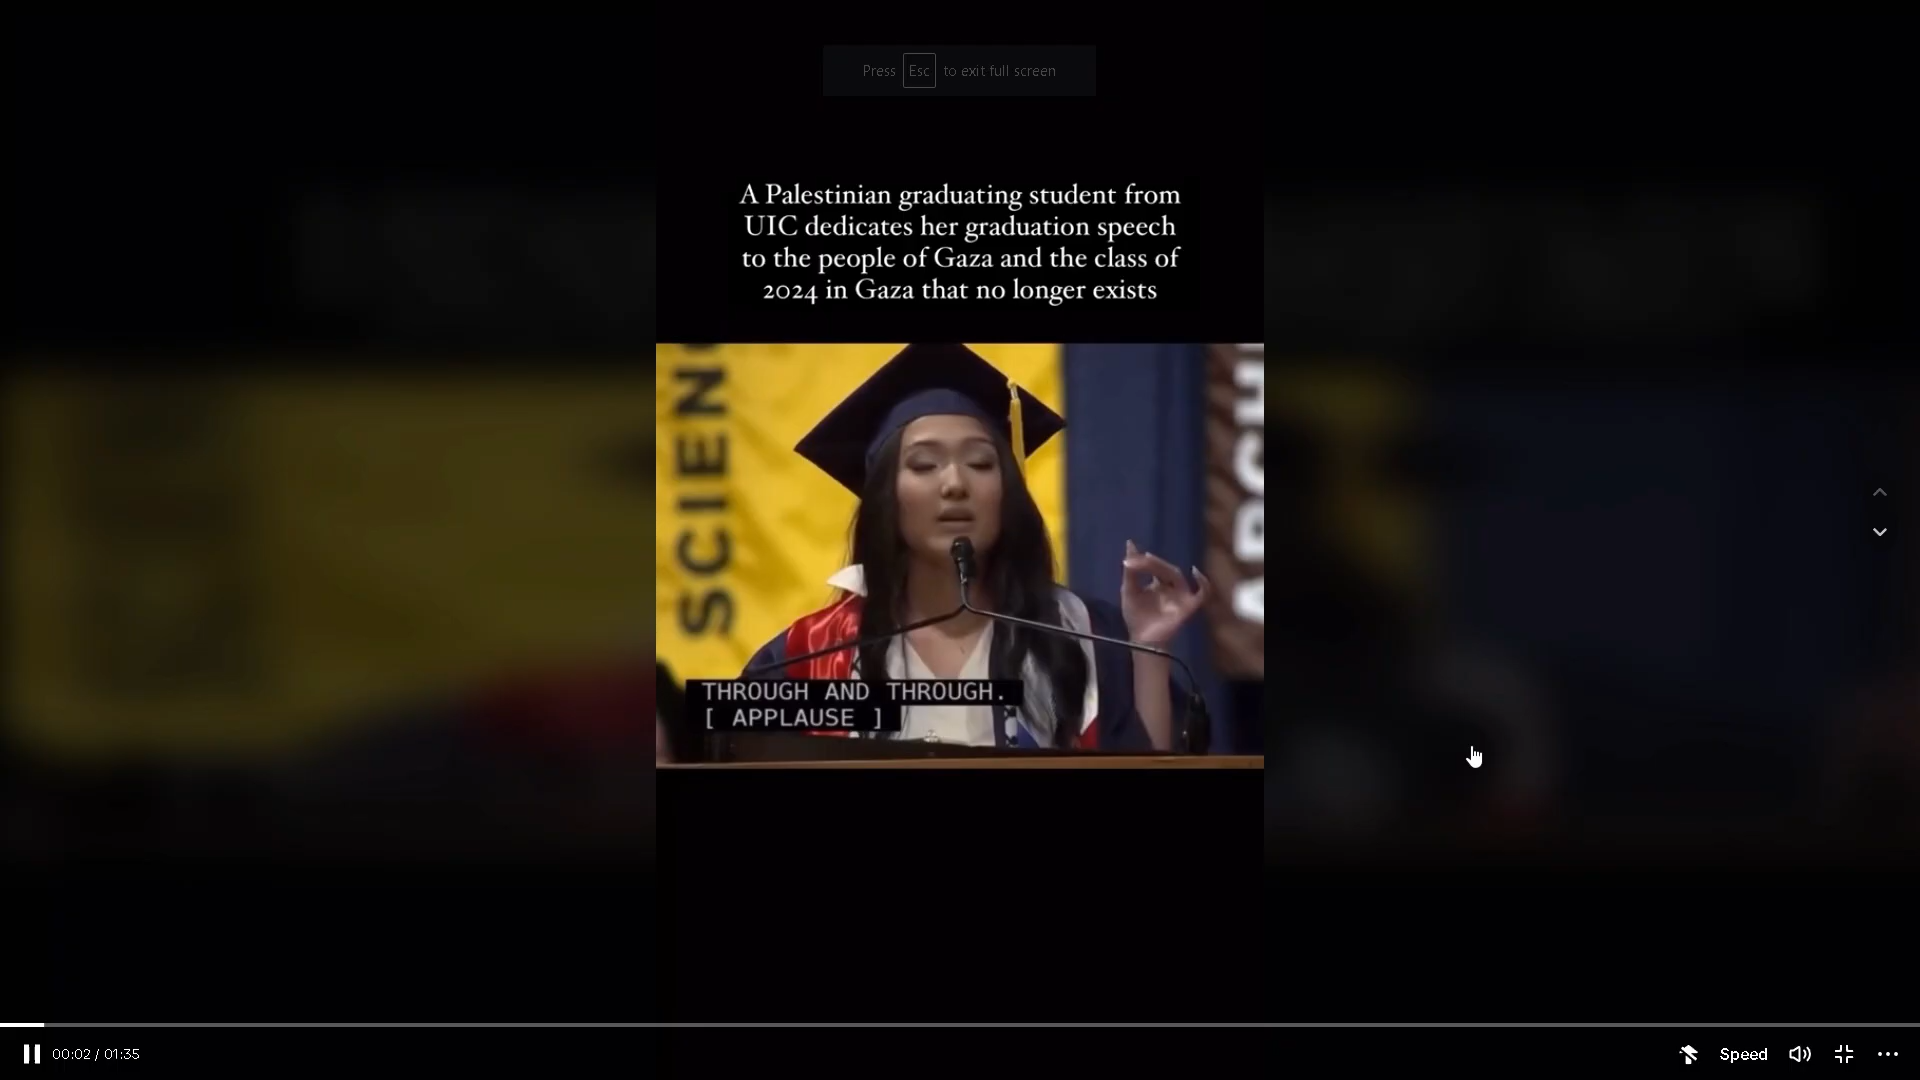 Press Esc to exit full screen
A Palestinian graduating student from
UIC dedicates her graduation speech
to the people of Gaza and the class of
2024 in Gaza that no longer exists
SCIENC
ARCHI
THROUGH AND THROUGH.
[ APPLAUSE ]
00:02 / 01:35
Speed